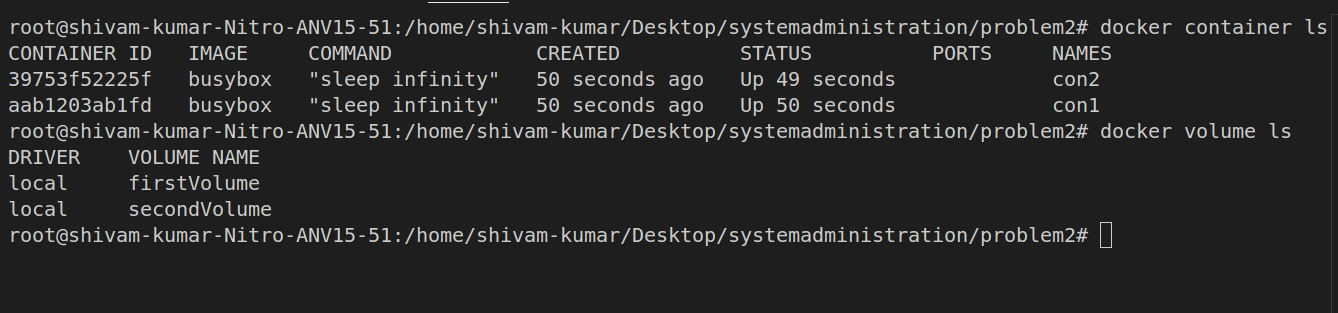 root@shivam-kumar-Nitro-ANV15-51:/home/shivam-kumar/Desktop/systemadministration/problem2# docker container ls
CONTAINER ID   IMAGE     COMMAND            CREATED          STATUS          PORTS     NAMES
39753f52225f   busybox   "sleep infinity"   50 seconds ago   Up 49 seconds             con2
aab1203ab1fd   busybox   "sleep infinity"   50 seconds ago   Up 50 seconds             con1
root@shivam-kumar-Nitro-ANV15-51:/home/shivam-kumar/Desktop/systemadministration/problem2# docker volume ls
DRIVER    VOLUME NAME
local     firstVolume
local     secondVolume
root@shivam-kumar-Nitro-ANV15-51:/home/shivam-kumar/Desktop/systemadministration/problem2#